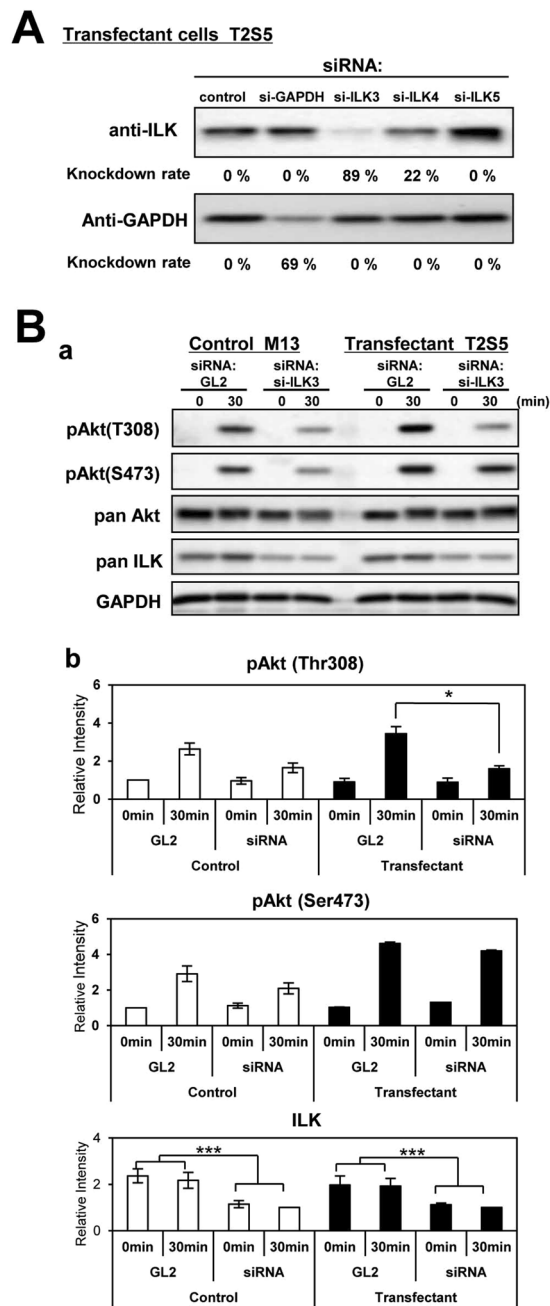 A Transfectant cells T2S5
siRNA:
control si-GAPDH si-ILK3 si-ILK4 si-ILK5
anti-ILK
Knockdown rate 0 % 0 % 89 % 22 % 0 %
Anti-GAPDH
Knockdown rate 0 % 69 % 0 % 0 % 0 %
B
a
Control M13 Transfectant T2S5
siRNA: siRNA: siRNA: siRNA:
GL2 si-ILK3 GL2 si-ILK3
0 30 0 30 0 30 0 30 (min)
pAkt(T308)
pAkt(S473)
pan Akt
pan ILK
GAPDH
b
pAkt (Thr308)
Relative Intensity
6
4
2
0
*
0min 30min 0min 30min 0min 30min 0min 30min
GL2 siRNA GL2 siRNA
Control Transfectant
pAkt (Ser473)
Relative Intensity
6
4
2
0
0min 30min 0min 30min 0min 30min 0min 30min
GL2 siRNA GL2 siRNA
Control Transfectant
ILK
Relative Intensity
4
2
0
*** ***
0min 30min 0min 30min 0min 30min 0min 30min
GL2 siRNA GL2 siRNA
Control Transfectant